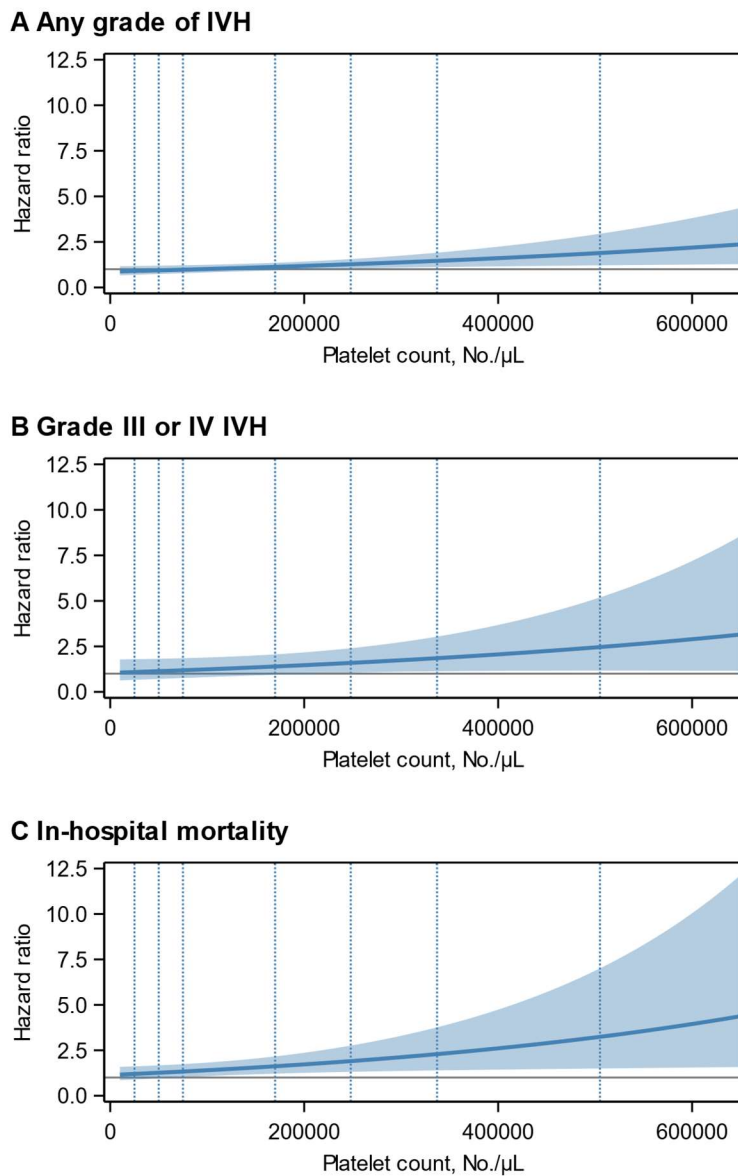 A Any grade of IVH
12.5
10.0
7.5
5.0
2.5
0.0
Hazard ratio
0 200000 400000 600000
Platelet count, No./µL
B Grade III or IV IVH
12.5
10.0
7.5
5.0
2.5
0.0
Hazard ratio
0 200000 400000 600000
Platelet count, No./µL
C In-hospital mortality
12.5
10.0
7.5
5.0
2.5
0.0
Hazard ratio
0 200000 400000 600000
Platelet count, No./µL